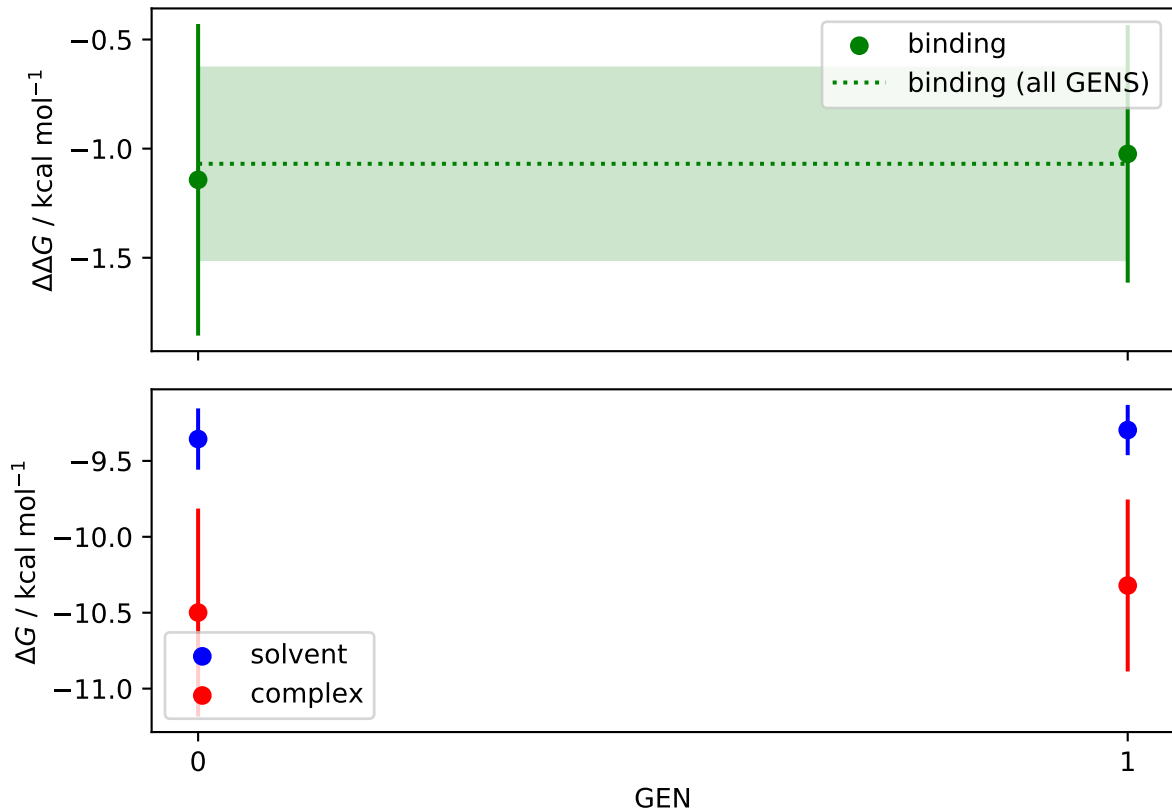 −0.5
−1.0
−1.5
ΔΔG / kcal mol⁻¹
binding
binding (all GENS)
−9.5
−10.0
−10.5
−11.0
ΔG / kcal mol⁻¹
solvent
complex
0
1
GEN